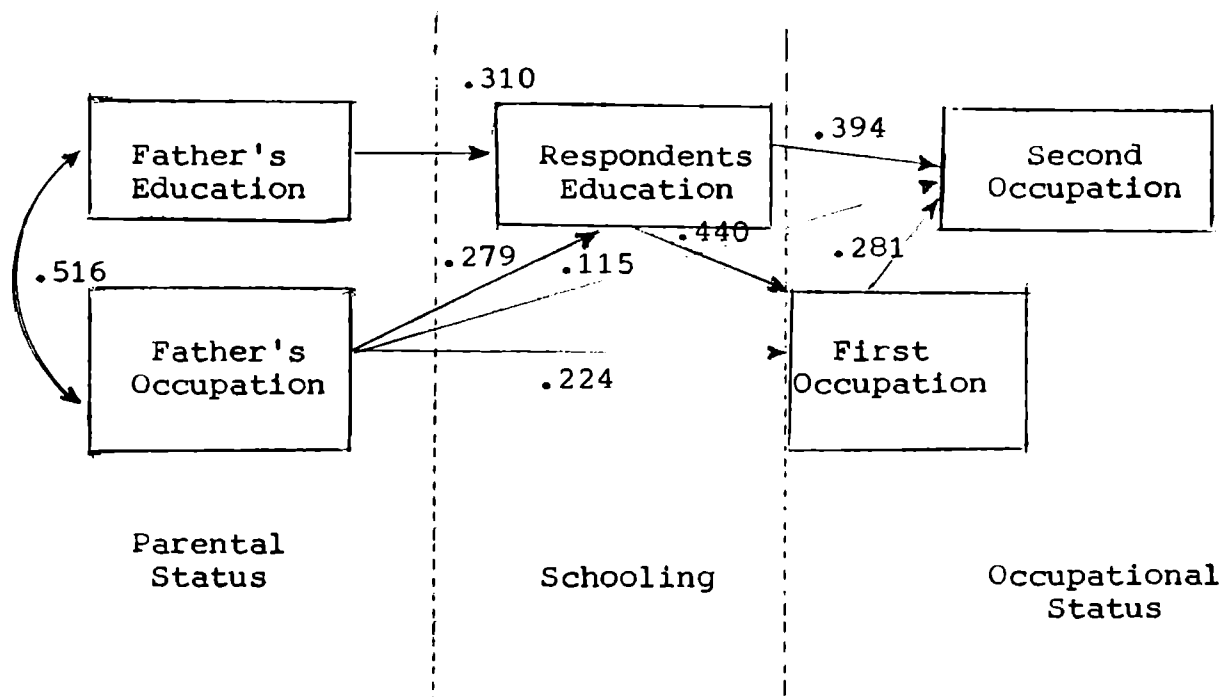 .310
.394
Father's
Education
Respondents
Education
Second
Occupation
.440
.279
.115
.281
.516
Father's
Occupation
First
Occupation
.224
Parental
Status
Schooling
Occupational
Status